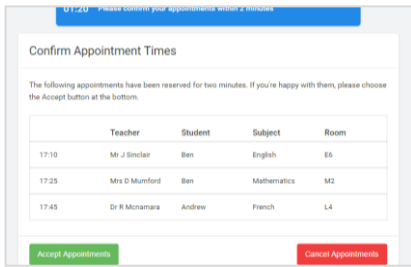 01:20 Please confirm your appointments within 2 minutes
Confirm Appointment Times
The following appointments have been reserved for two minutes. If you're happy with them, please choose
the Accept button at the bottom.
Teacher Student Subject Room
17:10 Mr J Sinclair Ben English E6
17:25 Mrs D Mumford Ben Mathematics M2
17:45 Dr R Mcnamara Andrew French L4
Accept Appointments Cancel Appointments